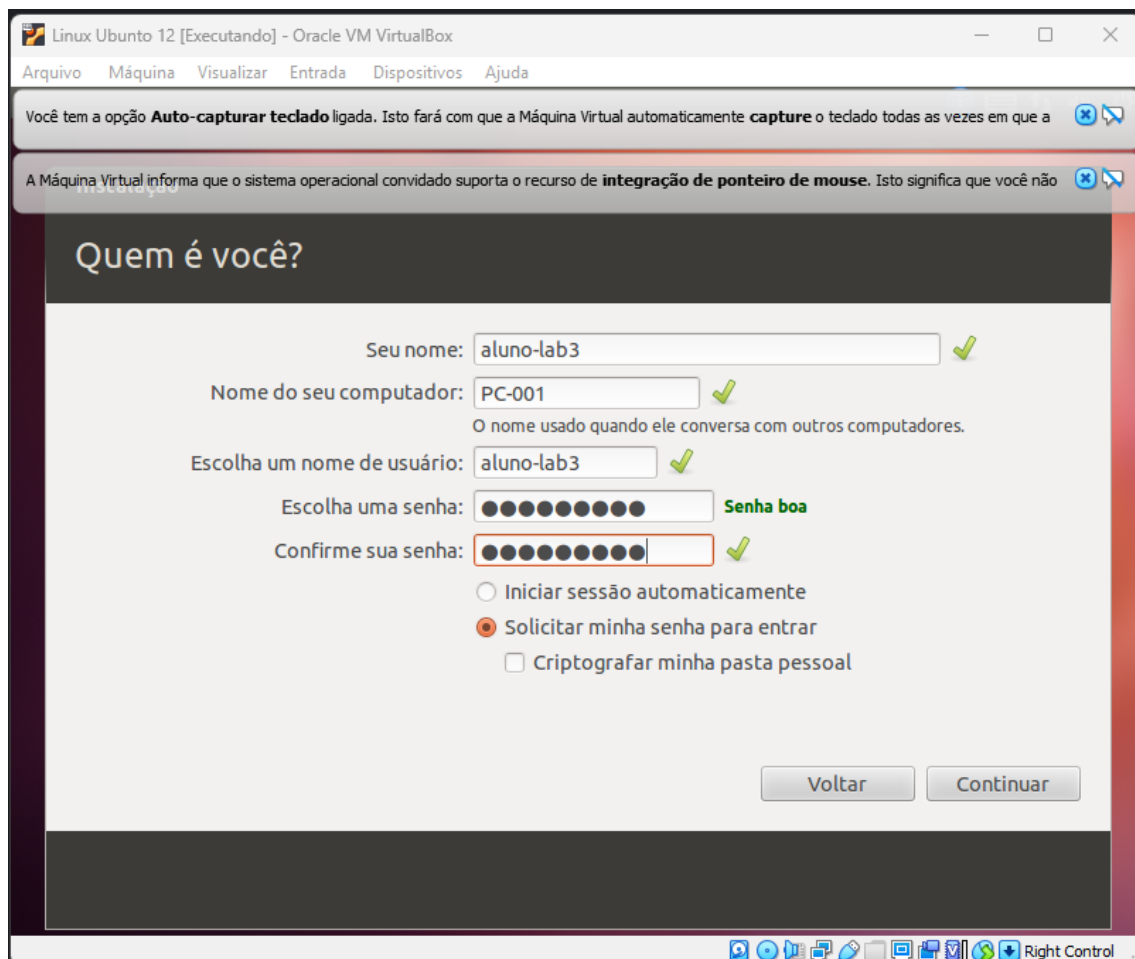 Linux Ubunto 12 [Executando] - Oracle VM VirtualBox
Arquivo Máquina Visualizar Entrada Dispositivos Ajuda
Você tem a opção Auto-capturar teclado ligada. Isto fará com que a Máquina Virtual automaticamente capture o teclado todas as vezes em que a
A Máquina Virtual informa que o sistema operacional convidado suporta o recurso de integração de ponteiro de mouse. Isto significa que você não
Instalação
Quem é você?
Seu nome: aluno-lab3
Nome do seu computador: PC-001
O nome usado quando ele conversa com outros computadores.
Escolha um nome de usuário: aluno-lab3
Escolha uma senha: ●●●●●●●●● Senha boa
Confirme sua senha: ●●●●●●●●●
Iniciar sessão automaticamente
Solicitar minha senha para entrar
Criptografar minha pasta pessoal
Voltar Continuar
Right Control